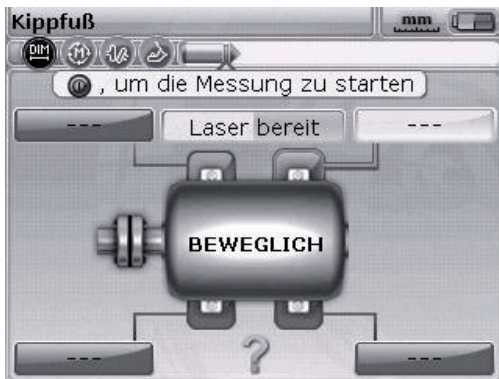 Kippfuß mm
DIM M
, um die Messung zu starten
--- Laser bereit ---
BEWEGLICH
--- ? ---